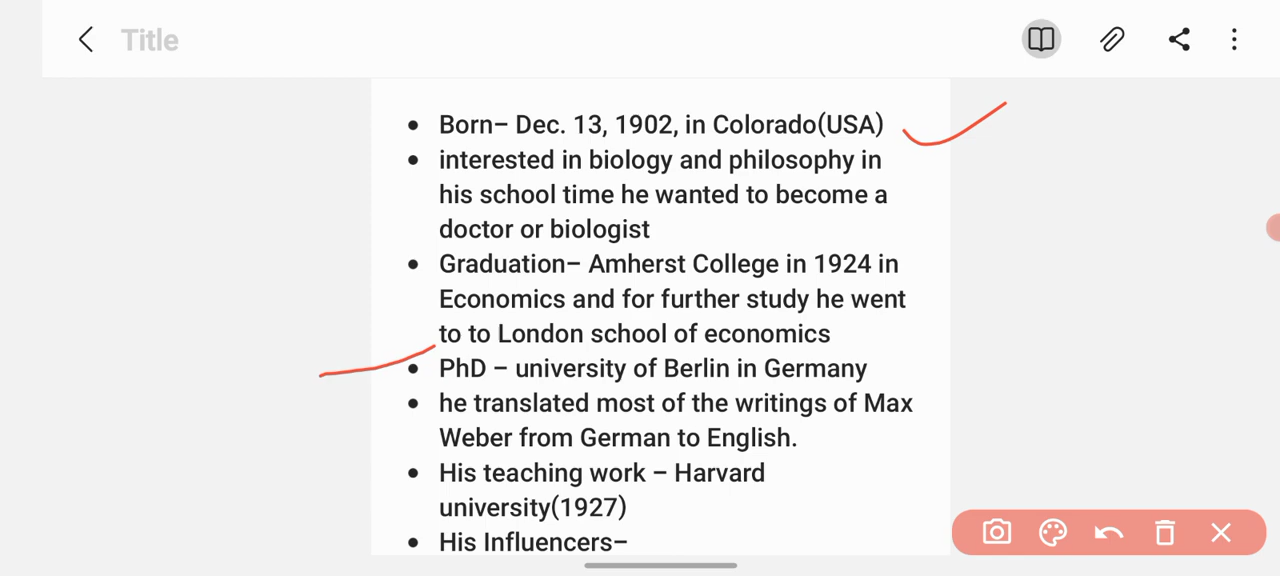 Title
• Born– Dec. 13, 1902, in Colorado(USA)
• interested in biology and philosophy in
his school time he wanted to become a
doctor or biologist
• Graduation– Amherst College in 1924 in
Economics and for further study he went
to to London school of economics
• PhD – university of Berlin in Germany
• he translated most of the writings of Max
Weber from German to English.
• His teaching work – Harvard
university(1927)
• His Influencers–